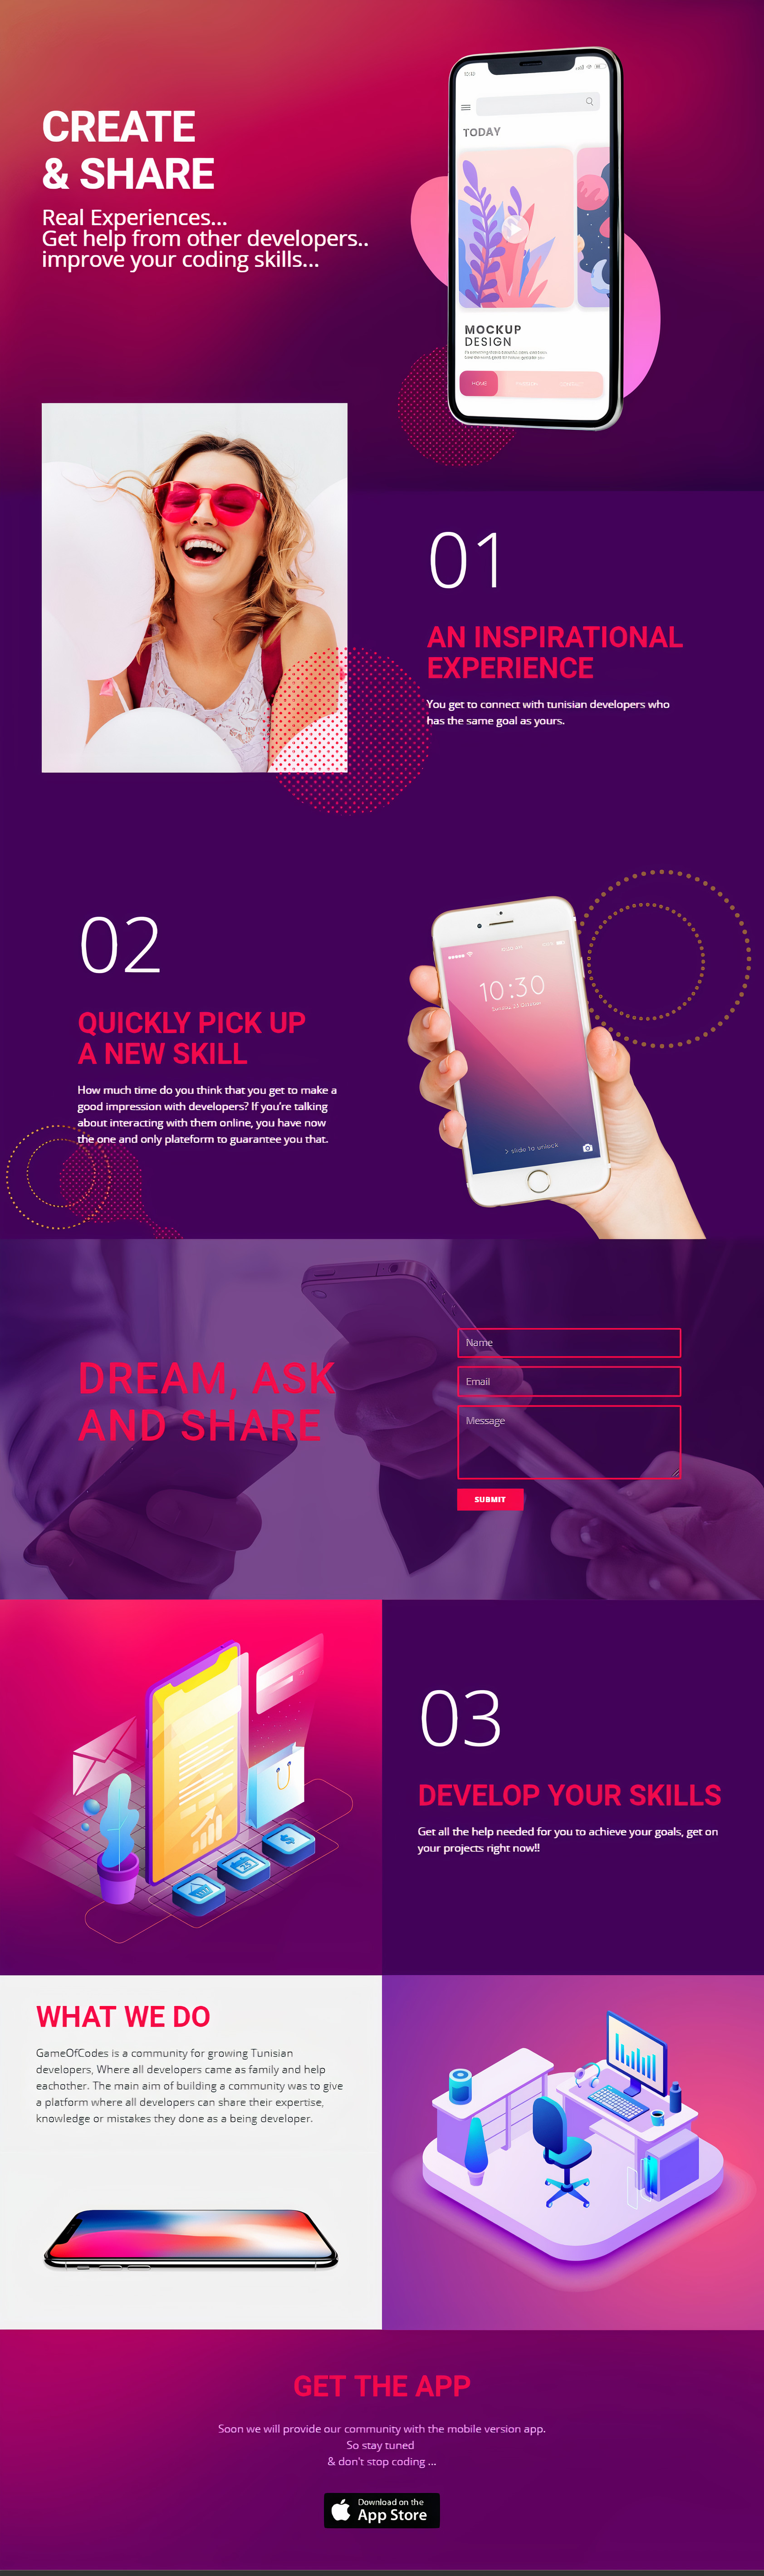 CREATE
& SHARE
Real Experiences...
Get help from other developers..
improve your coding skills...
10:10
TODAY
MOCKUP
DESIGN
HOME
01
AN INSPIRATIONAL
EXPERIENCE
You get to connect with tunisian developers who
has the same goal as yours.
02
QUICKLY PICK UP
A NEW SKILL
How much time do you think that you get to make a
good impression with developers? If you're talking
about interacting with them online, you have now
the one and only plateform to guarantee you that.
10:30
> slide to unlock
DREAM, ASK
AND SHARE
Name
Email
Message
SUBMIT
03
DEVELOP YOUR SKILLS
Get all the help needed for you to achieve your goals, get on
your projects right now!!
WHAT WE DO
GameOfCodes is a community for growing Tunisian
developers, Where all developers came as family and help
eachother. The main aim of building a community was to give
a platform where all developers can share their expertise,
knowledge or mistakes they done as a being developer.
GET THE APP
Soon we will provide our community with the mobile version app.
So stay tuned
& don't stop coding ...
Download on the
App Store